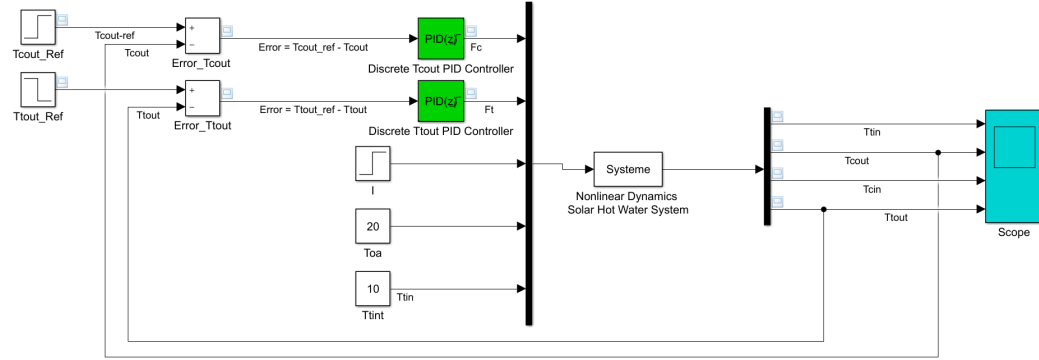 Tcout_Ref
Tcout-ref
Tcout
+
−
Error_Tcout
Error = Tcout_ref - Tcout
PID(z)
Fc
Discrete Tcout PID Controller
Ttout_Ref
Ttout
+
−
Error_Ttout
Error = Ttout_ref - Ttout
PID(z)
Ft
Discrete Ttout PID Controller
I
20
Toa
10
Ttin
Ttint
Systeme
Nonlinear Dynamics
Solar Hot Water System
Ttin
Tcout
Tcin
Ttout
Scope